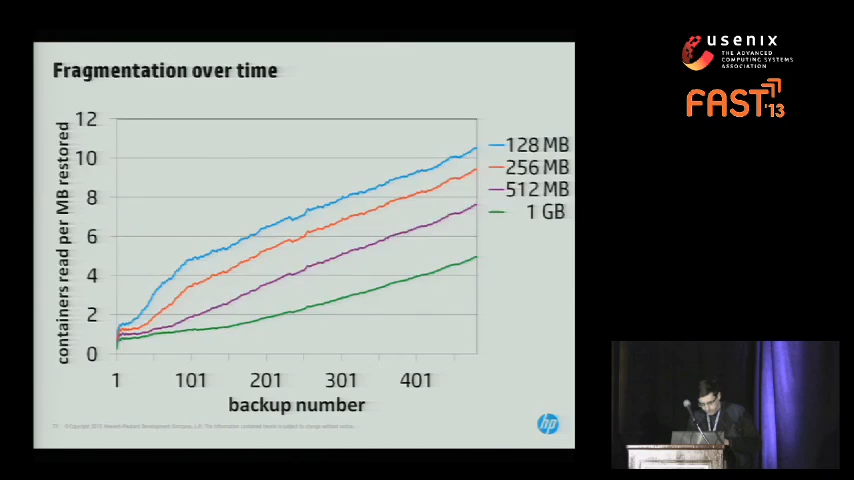 Fragmentation over time
containers read per MB restored
12
10
8
6
4
2
0
1
101
201
301
401
backup number
128 MB
256 MB
512 MB
1 GB
hp
usenix
THE ADVANCED
COMPUTING SYSTEMS
ASSOCIATION
FAST '13